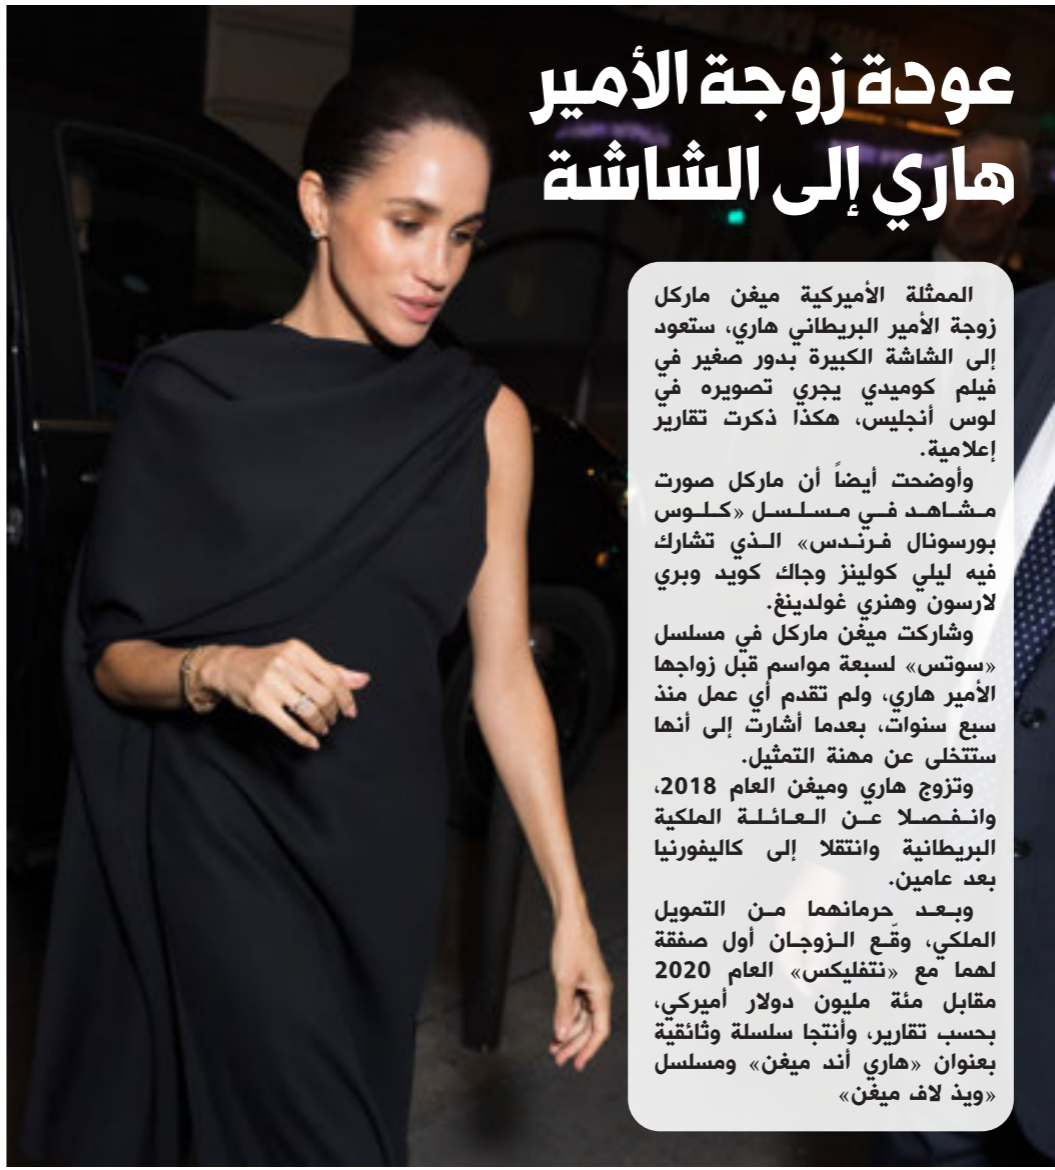 عودة زوجة الأمير
هاري إلى الشاشة
الممثلة الأميركية ميغن ماركل
زوجة الأمير البريطاني هاري، ستعود
إلى الشاشة الكبيرة بدور صغير في
فيلم كوميدي يجري تصويره في
لوس أنجليس، هكذا ذكرت تقارير
إعلامية.
وأوضحت أيضاً أن ماركل صورت
مشاهد في مسلسل «كلوس
بورسونال فرندس» الذي تشارك
فيه ليلي كولينز وجاك كويد وبري
لارسون وهنري غولدينغ.
وشاركت ميغن ماركل في مسلسل
«سوتس» لسبعة مواسم قبل زواجها
الأمير هاري، ولم تقدم أي عمل منذ
سبع سنوات، بعدما أشارت إلى أنها
ستتخلى عن مهنة التمثيل.
وتزوج هاري وميغن العام 2018،
وانفصلا عن العائلة الملكية
البريطانية وانتقلا إلى كاليفورنيا
بعد عامين.
وبعد حرمانهما من التمويل
الملكي، وقّع الزوجان أول صفقة
لهما مع «نتفليكس» العام 2020
مقابل مئة مليون دولار أميركي،
بحسب تقارير، وأنتجا سلسلة وثائقية
بعنوان «هاري أند ميغن» ومسلسل
«ويذ لاف ميغن»